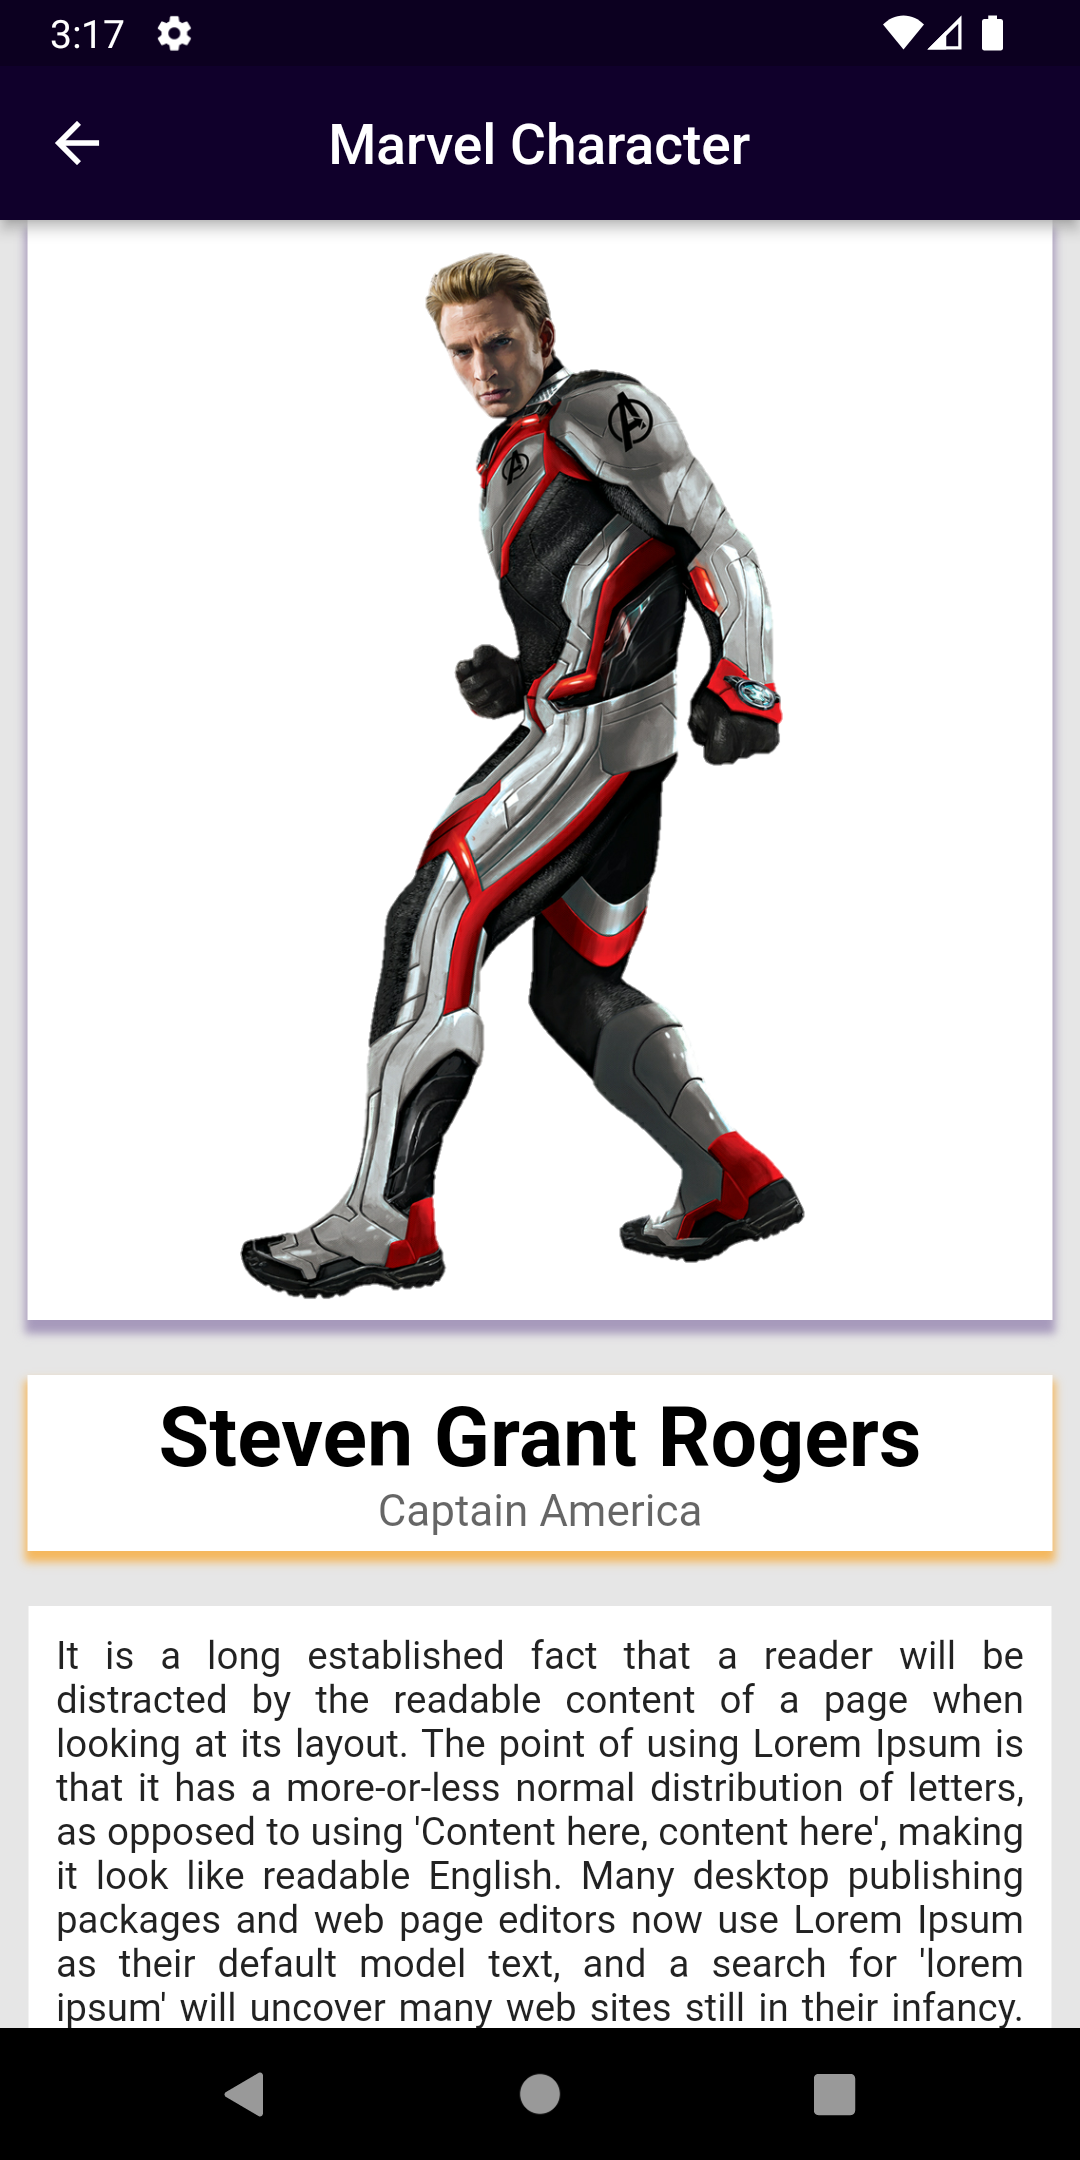 3:17
Marvel Character
Steven Grant Rogers
Captain America
It is a long established fact that a reader will be
distracted by the readable content of a page when
looking at its layout. The point of using Lorem Ipsum is
that it has a more-or-less normal distribution of letters,
as opposed to using 'Content here, content here', making
it look like readable English. Many desktop publishing
packages and web page editors now use Lorem Ipsum
as their default model text, and a search for 'lorem
ipsum' will uncover many web sites still in their infancy.